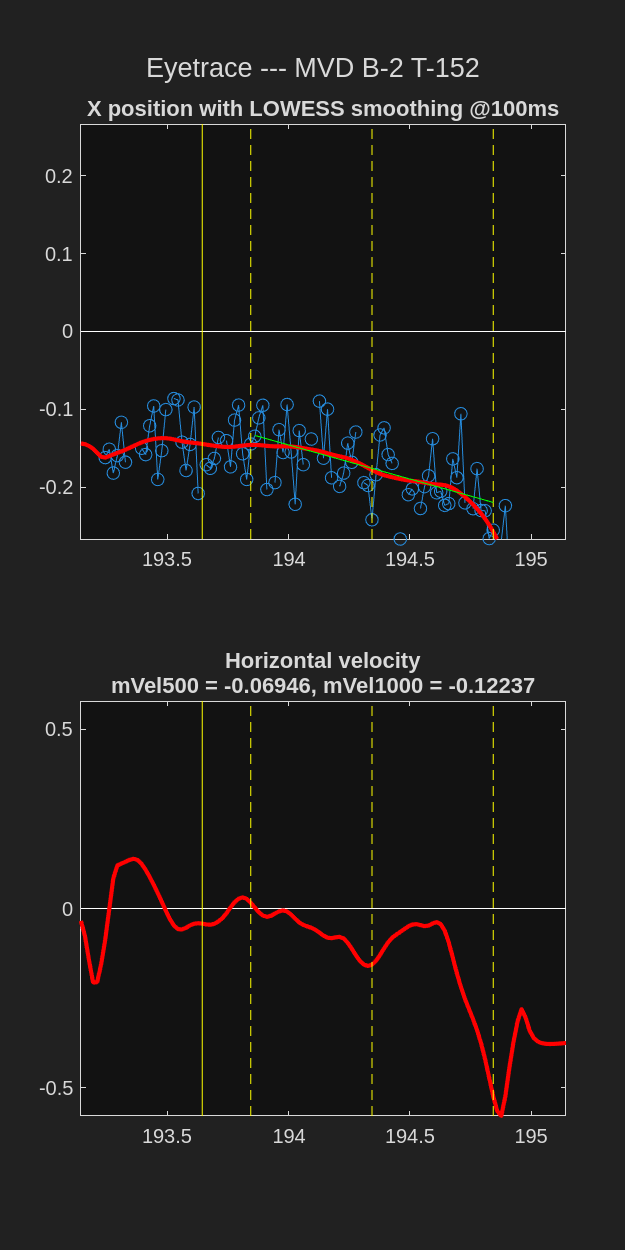 Eyetrace --- MVD B-2 T-152
X position with LOWESS smoothing @100ms
0.2
0.1
0
-0.1
-0.2
193.5 194 194.5 195
Horizontal velocity
mVel500 = -0.06946, mVel1000 = -0.12237
0.5
0
-0.5
193.5 194 194.5 195